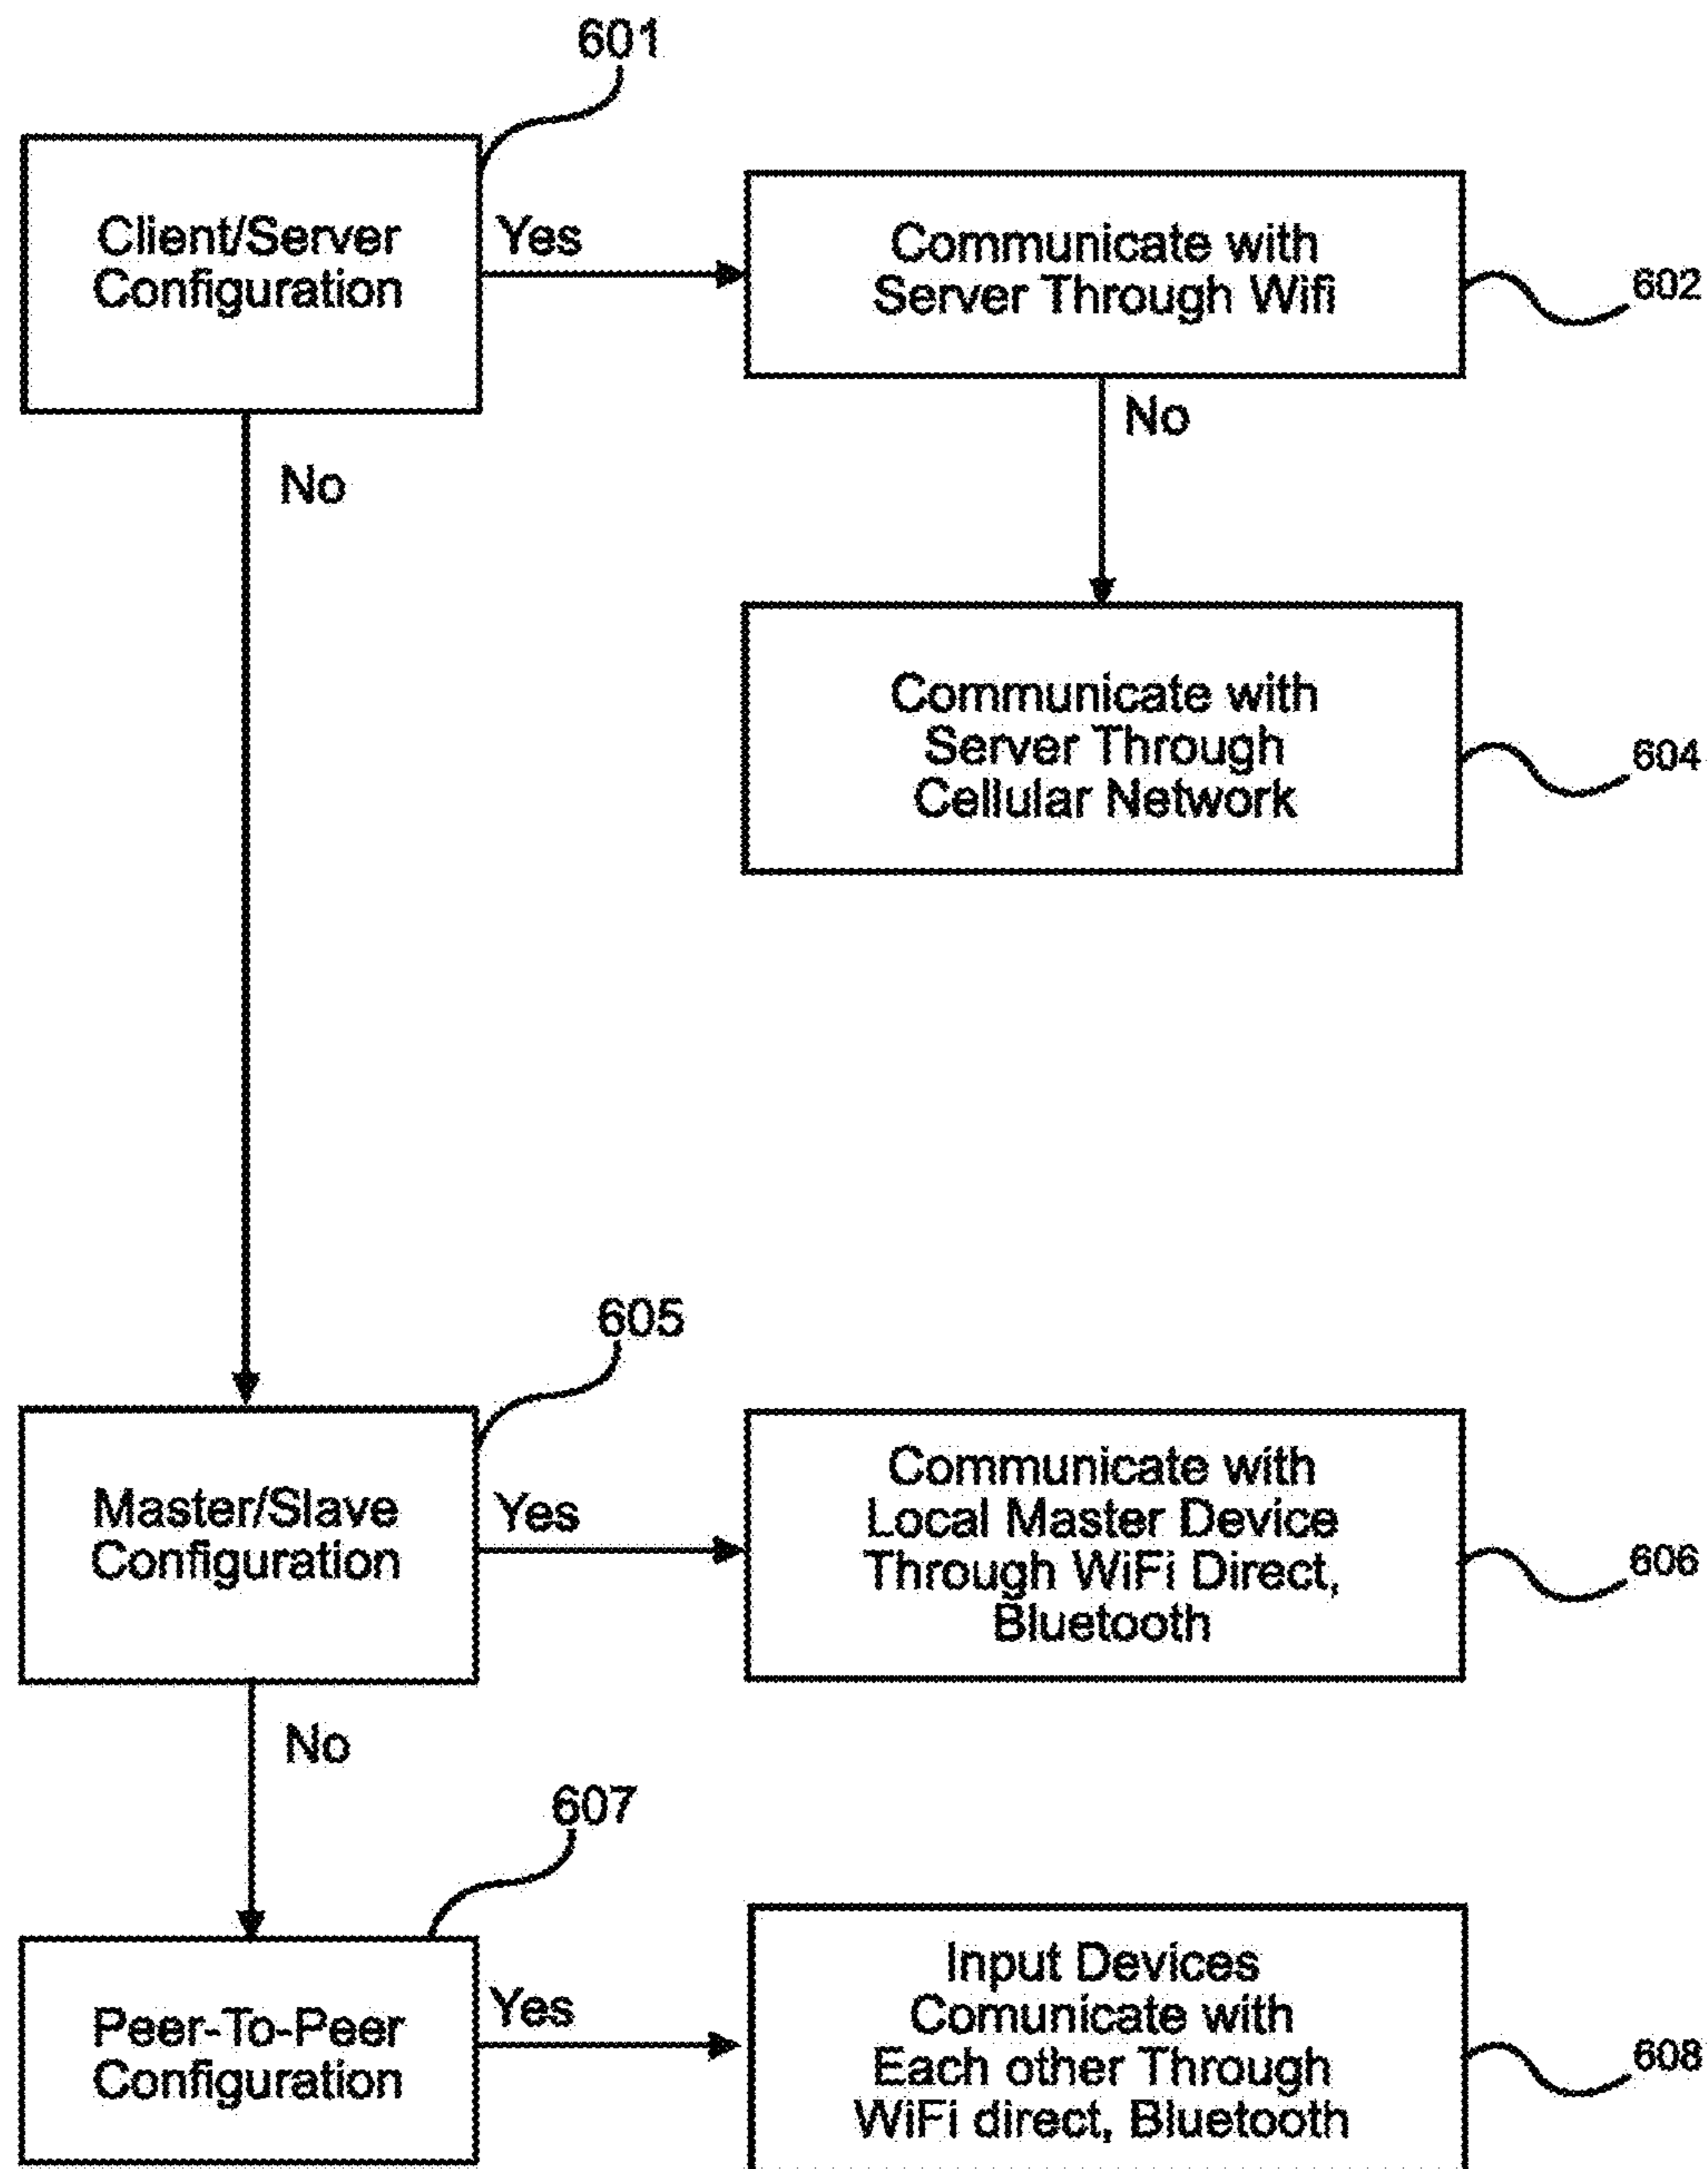 601
Client/Server
Configuration
Yes
Communicate with
Server Through Wifi
602
No
No
Communicate with
Server Through
Cellular Network
604
605
Master/Slave
Configuration
Yes
Communicate with
Local Master Device
Through WiFi Direct,
Bluetooth
606
No
607
Peer-To-Peer
Configuration
Yes
Input Devices
Comunicate with
Each other Through
WiFi direct, Bluetooth
608